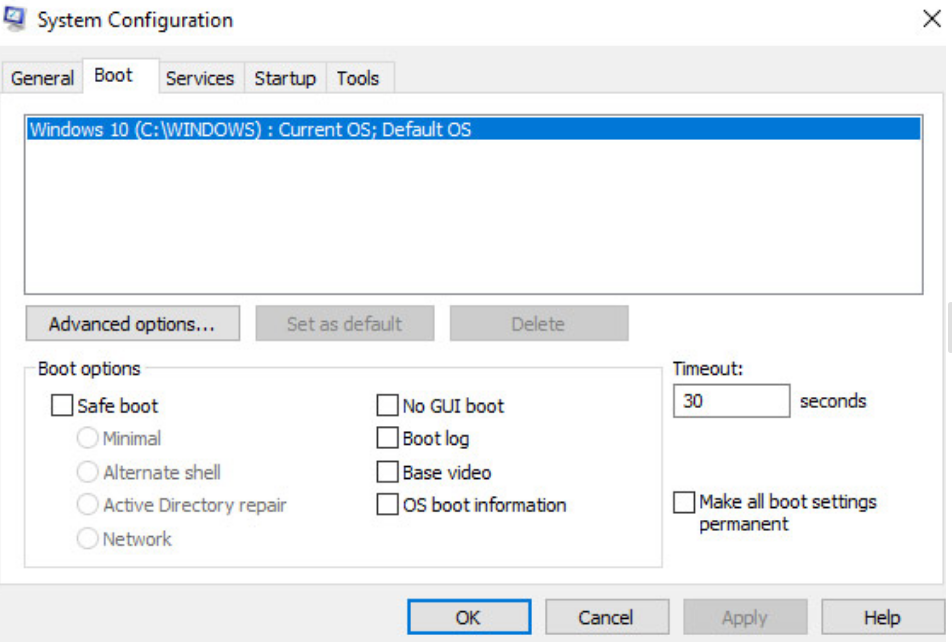 System Configuration
General Boot Services Startup Tools
Windows 10 (C:\WINDOWS) : Current OS; Default OS
Advanced options... Set as default Delete
Boot options
Safe boot
Minimal
Alternate shell
Active Directory repair
Network
No GUI boot
Boot log
Base video
OS boot information
Timeout:
30 seconds
Make all boot settings
permanent
OK Cancel Apply Help